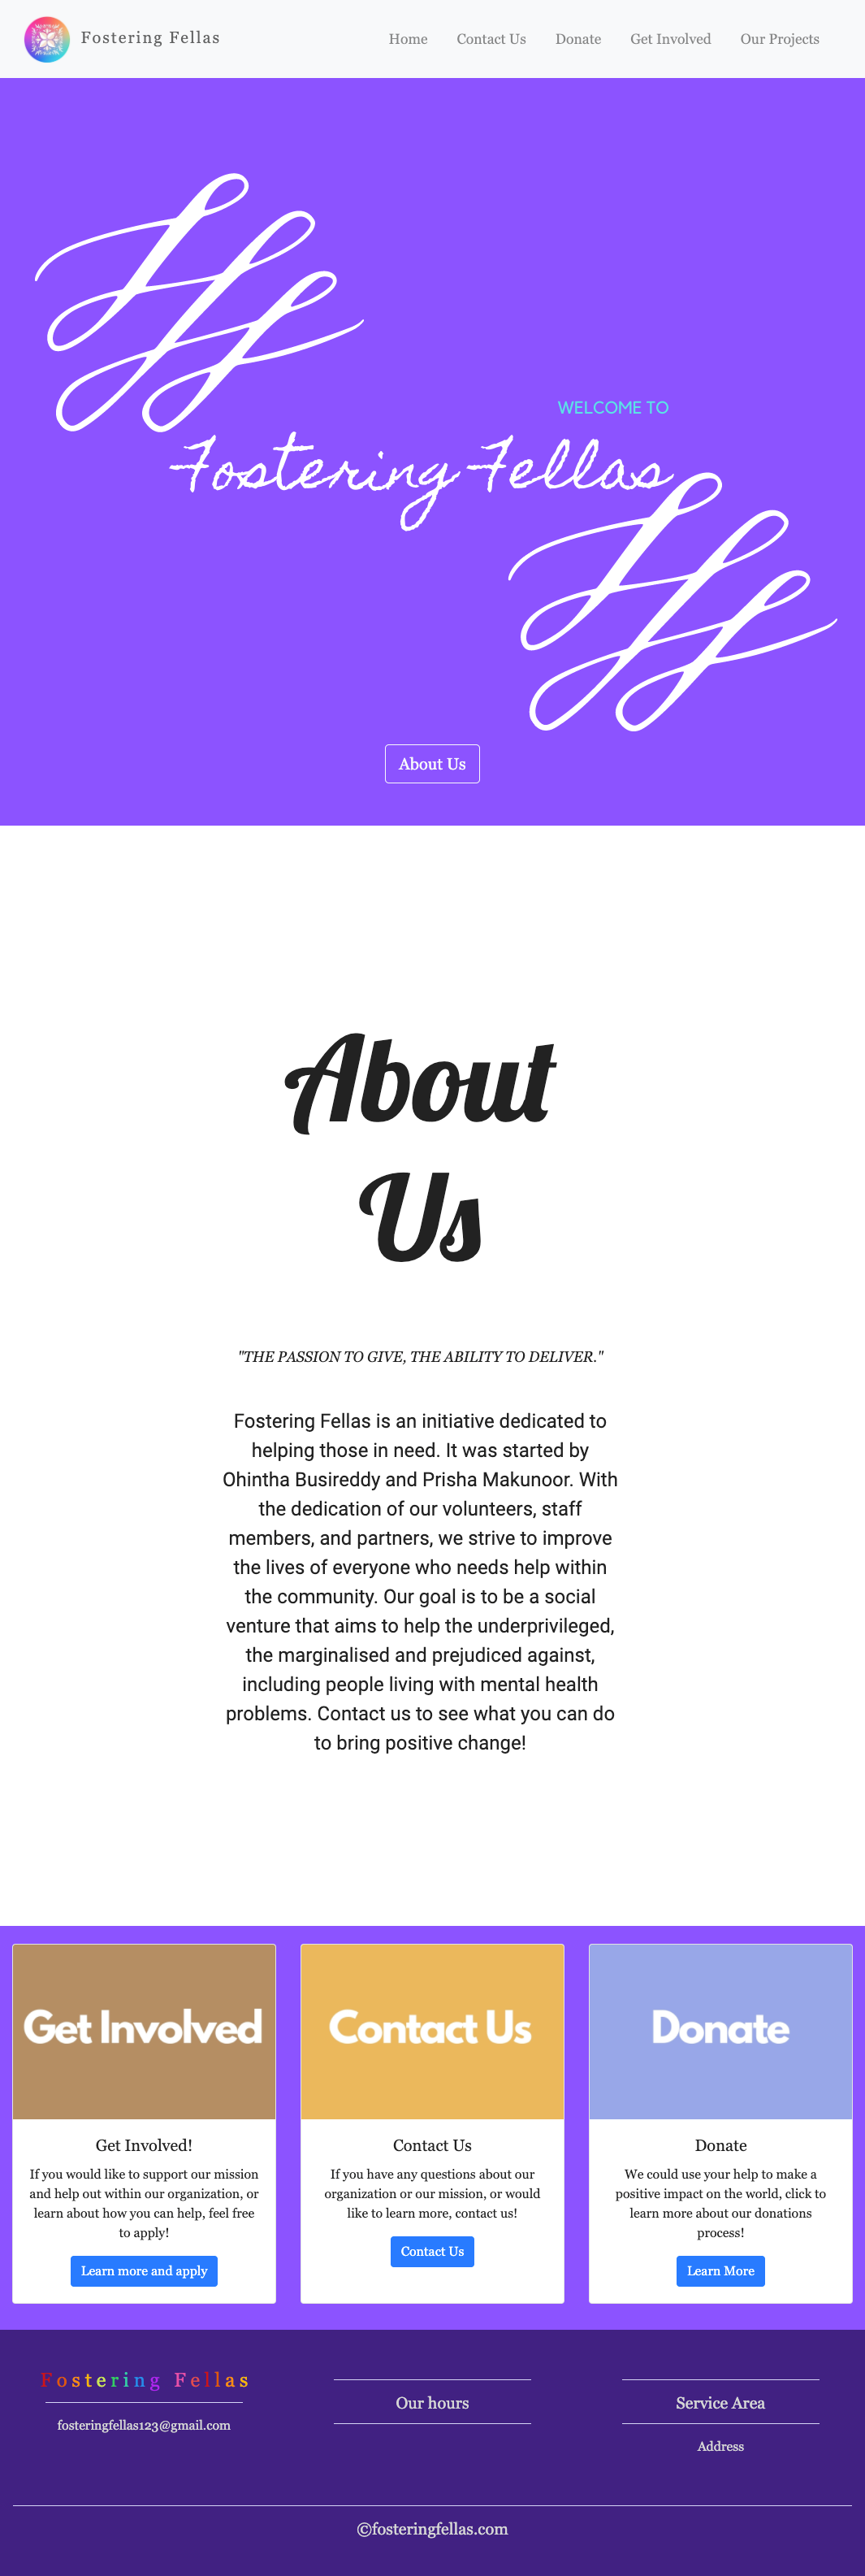 Fostering Fellas
Home Contact Us Donate Get Involved Our Projects
WELCOME TO
Fostering Fellas
About Us
About
Us
"THE PASSION TO GIVE, THE ABILITY TO DELIVER."
Fostering Fellas is an initiative dedicated to
helping those in need. It was started by
Ohintha Busireddy and Prisha Makunoor. With
the dedication of our volunteers, staff
members, and partners, we strive to improve
the lives of everyone who needs help within
the community. Our goal is to be a social
venture that aims to help the underprivileged,
the marginalised and prejudiced against,
including people living with mental health
problems. Contact us to see what you can do
to bring positive change!
Get Involved
Get Involved!
If you would like to support our mission
and help out within our organization, or
learn about how you can help, feel free
to apply!
Learn more and apply
Contact Us
Contact Us
If you have any questions about our
organization or our mission, or would
like to learn more, contact us!
Contact Us
Donate
Donate
We could use your help to make a
positive impact on the world, click to
learn more about our donations
process!
Learn More
Fostering Fellas
fosteringfellas123@gmail.com
Our hours
Service Area
Address
©fosteringfellas.com